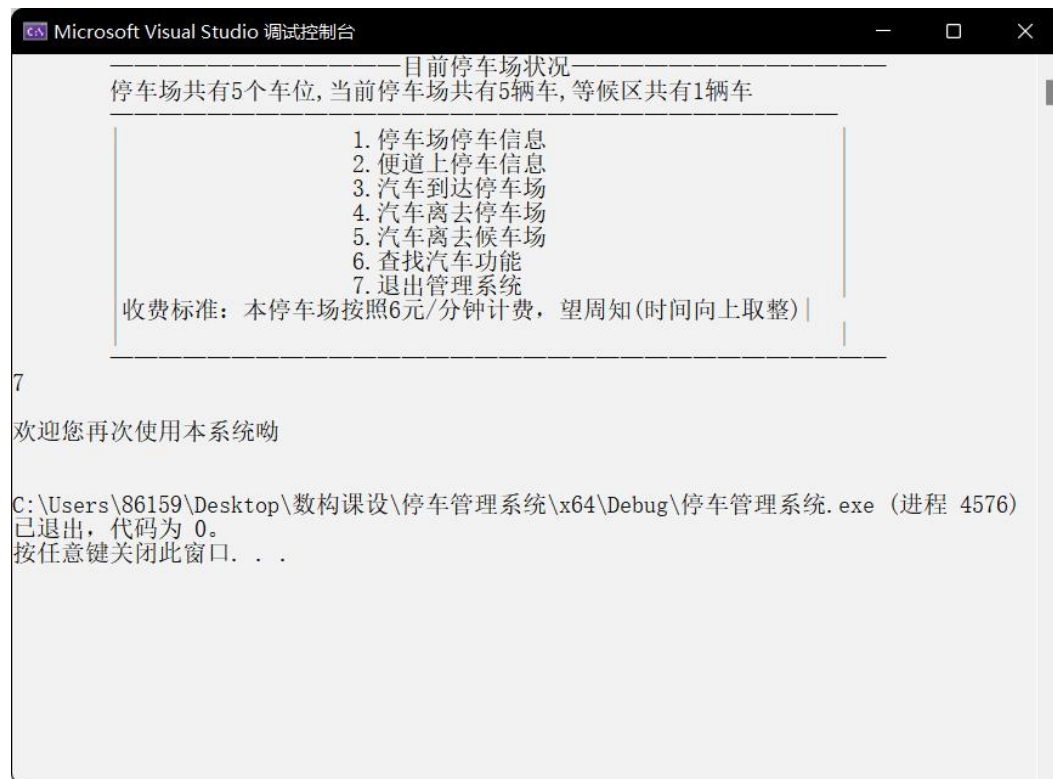 Microsoft Visual Studio 调试控制台
————————————目前停车场状况—————————————
停车场共有5个车位,当前停车场共有5辆车,等候区共有1辆车
——————————————————————————————
1.停车场停车信息
2.便道上停车信息
3.汽车到达停车场
4.汽车离去停车场
5.汽车离去候车场
6.查找汽车功能
7.退出管理系统
|收费标准：本停车场按照6元/分钟计费，望周知(时间向上取整)|
————————————————————————————————
7
欢迎您再次使用本系统呦
C:\Users\86159\Desktop\数构课设\停车管理系统\x64\Debug\停车管理系统.exe (进程 4576)
已退出，代码为 0。
按任意键关闭此窗口. . .